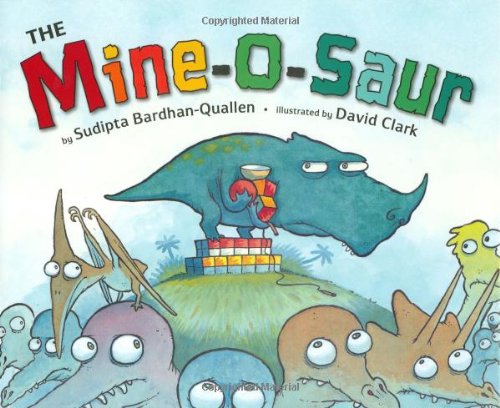 Copyrighted Material
THE
Mine-O-Saur
by Sudipta Bardhan-Quallen • illustrated by David Clark
Copyrighted Material